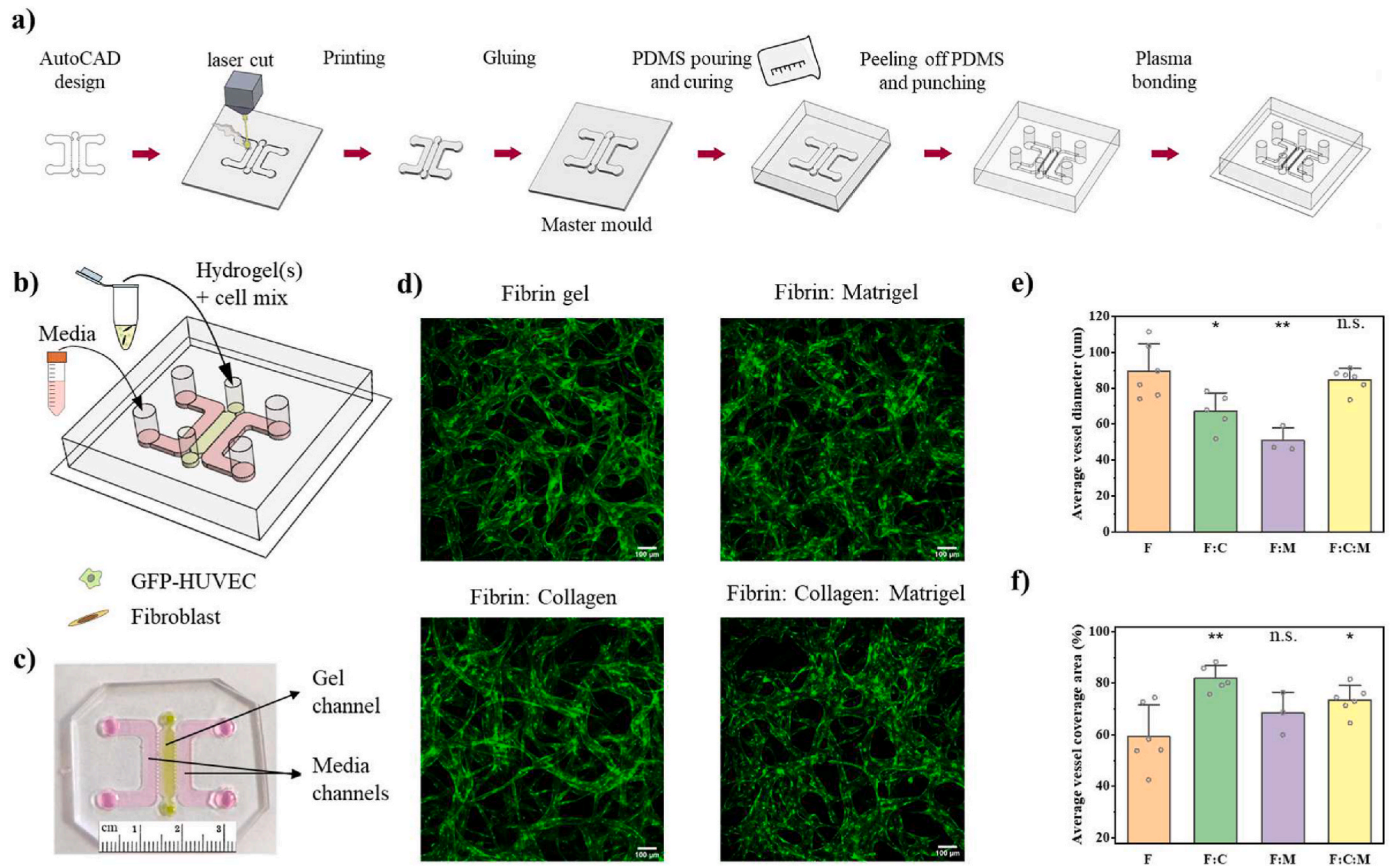 a)
AutoCAD
design
laser cut
Printing
Gluing
PDMS pouring
and curing
Peeling off PDMS
and punching
Plasma
bonding
Master mould
b)
Hydrogel(s)
+ cell mix
Media
GFP-HUVEC
Fibroblast
c)
Gel
channel
Media
channels
cm 1 2 3
d)
Fibrin gel
Fibrin: Matrigel
100 µm
100 µm
Fibrin: Collagen
Fibrin: Collagen: Matrigel
100 µm
100 µm
e)
Average vessel diameter (um)
120
100
80
60
40
20
0
* ** n.s.
F F:C F:M F:C:M
f)
Average vessel coverage area (%)
100
80
60
40
20
** n.s. *
F F:C F:M F:C:M